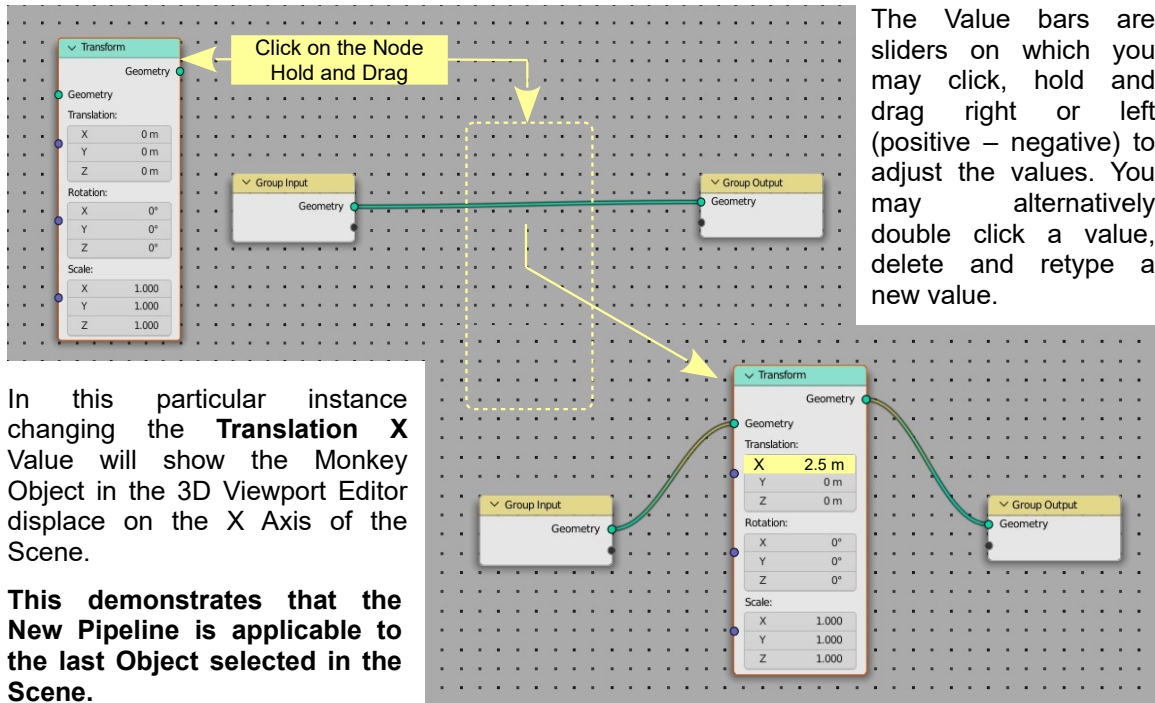 Transform
Geometry
Geometry
Translation:
X 0 m
Y 0 m
Z 0 m
Rotation:
X 0°
Y 0°
Z 0°
Scale:
X 1.000
Y 1.000
Z 1.000
Click on the Node
Hold and Drag
Group Input
Geometry
Group Output
Geometry
The Value bars are
sliders on which you
may click, hold and
drag right or left
(positive – negative) to
adjust the values. You
may alternatively
double click a value,
delete and retype a
new value.
In this particular instance
changing the Translation X
Value will show the Monkey
Object in the 3D Viewport Editor
displace on the X Axis of the
Scene.
This demonstrates that the
New Pipeline is applicable to
the last Object selected in the
Scene.
Group Input
Geometry
Transform
Geometry
Geometry
Translation:
X 2.5 m
Y 0 m
Z 0 m
Rotation:
X 0°
Y 0°
Z 0°
Scale:
X 1.000
Y 1.000
Z 1.000
Group Output
Geometry